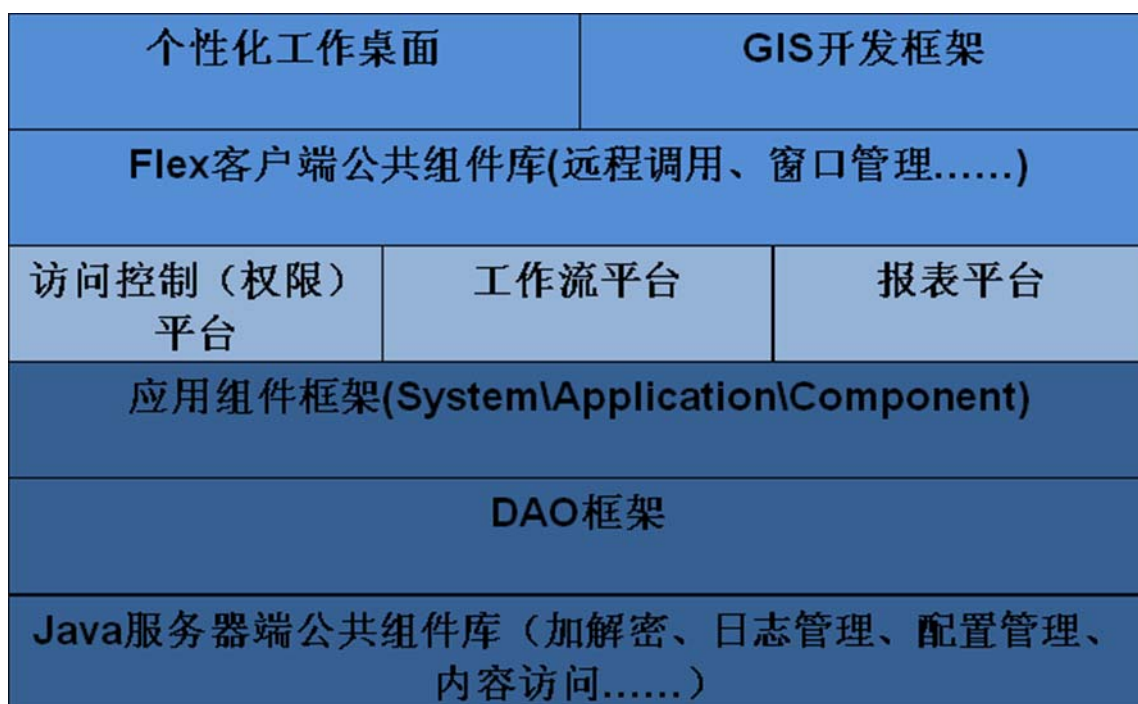 个性化工作桌面
GIS开发框架
Flex客户端公共组件库(远程调用、窗口管理......)
访问控制（权限）
平台
工作流平台
报表平台
应用组件框架(System\Application\Component)
DAO框架
Java服务器端公共组件库（加解密、日志管理、配置管理、
内容访问......）